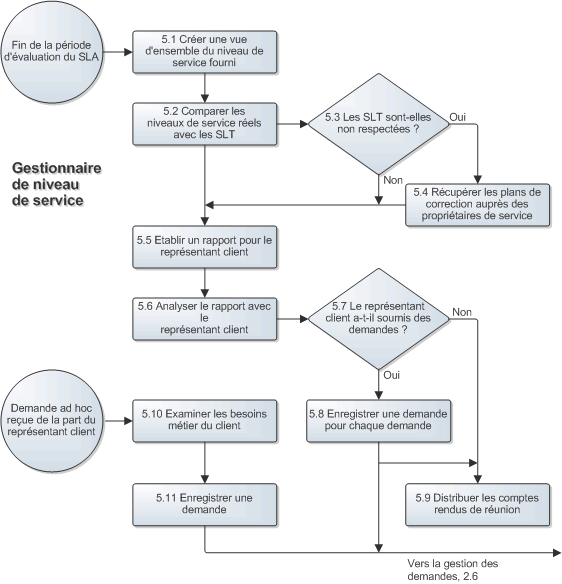 Fin de la période
d'évaluation du SLA
5.1 Créer une vue
d'ensemble du niveau de
service fourni
5.2 Comparer les
niveaux de service réels
avec les SLT
5.3 Les SLT sont-elles
non respectées ?
Oui
Non
Gestionnaire
de niveau
de service
5.4 Récupérer les plans de
correction auprès des
propriétaires de service
5.5 Etablir un rapport pour le
représentant client
5.6 Analyser le rapport avec
le
représentant client
5.7 Le représentant
client a-t-il soumis des
demandes ?
Non
Oui
Demande ad hoc
reçue de la part du
représentant client
5.10 Examiner les besoins
métier du client
5.8 Enregistrer une demande
pour chaque demande
5.11 Enregistrer une
demande
5.9 Distribuer les comptes
rendus de réunion
Vers la gestion des
demandes, 2.6